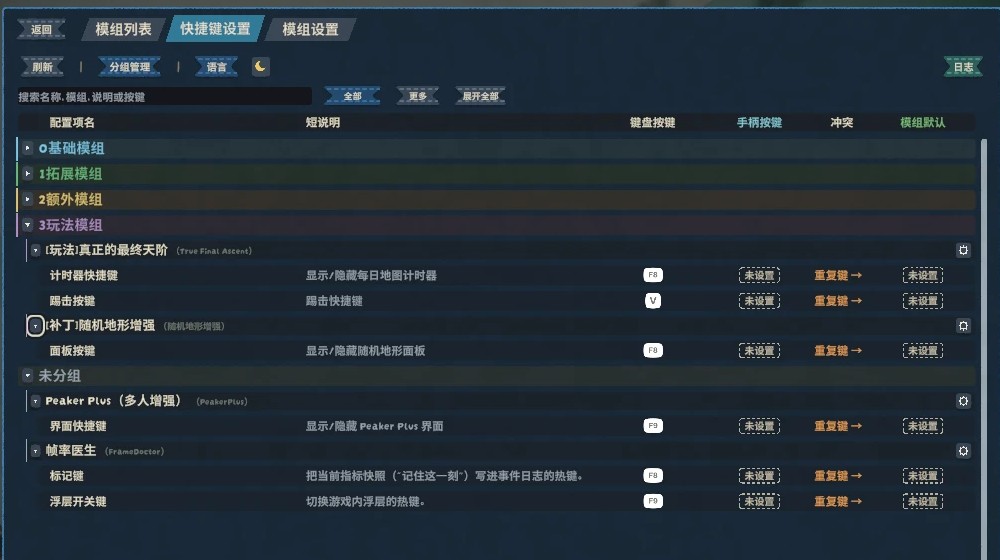 返回 模组列表 快捷键设置 模组设置
刷新 | 分组管理 | 语言 日志
搜索名称.模组.说明或按键 全部 更多 展开全部
配置项名 短说明 键盘按键 手柄按键 冲突 模组默认
0基础模组
1拓展模组
2额外模组
3玩法模组
[玩法]真正的最终天阶 (True Final Ascent)
计时器快捷键 显示/隐藏每日地图计时器 F8 未设置 重复键→ 未设置
踢击按键 踢击快捷键 V 未设置 重复键→ 未设置
[补丁]随机地形增强 (随机地形增强)
面板按键 显示/隐藏随机地形面板 F8 未设置 重复键→ 未设置
未分组
Peaker Plus（多人增强） (PeakerPlus)
界面快捷键 显示/隐藏 Peaker Plus 界面 F9 未设置 重复键→ 未设置
帧率医生 (FrameDoctor)
标记键 把当前指标快照（"记住这一刻"）写进事件日志的热键。 F8 未设置 重复键→ 未设置
浮层开关键 切换游戏内浮层的热键。 F9 未设置 重复键→ 未设置